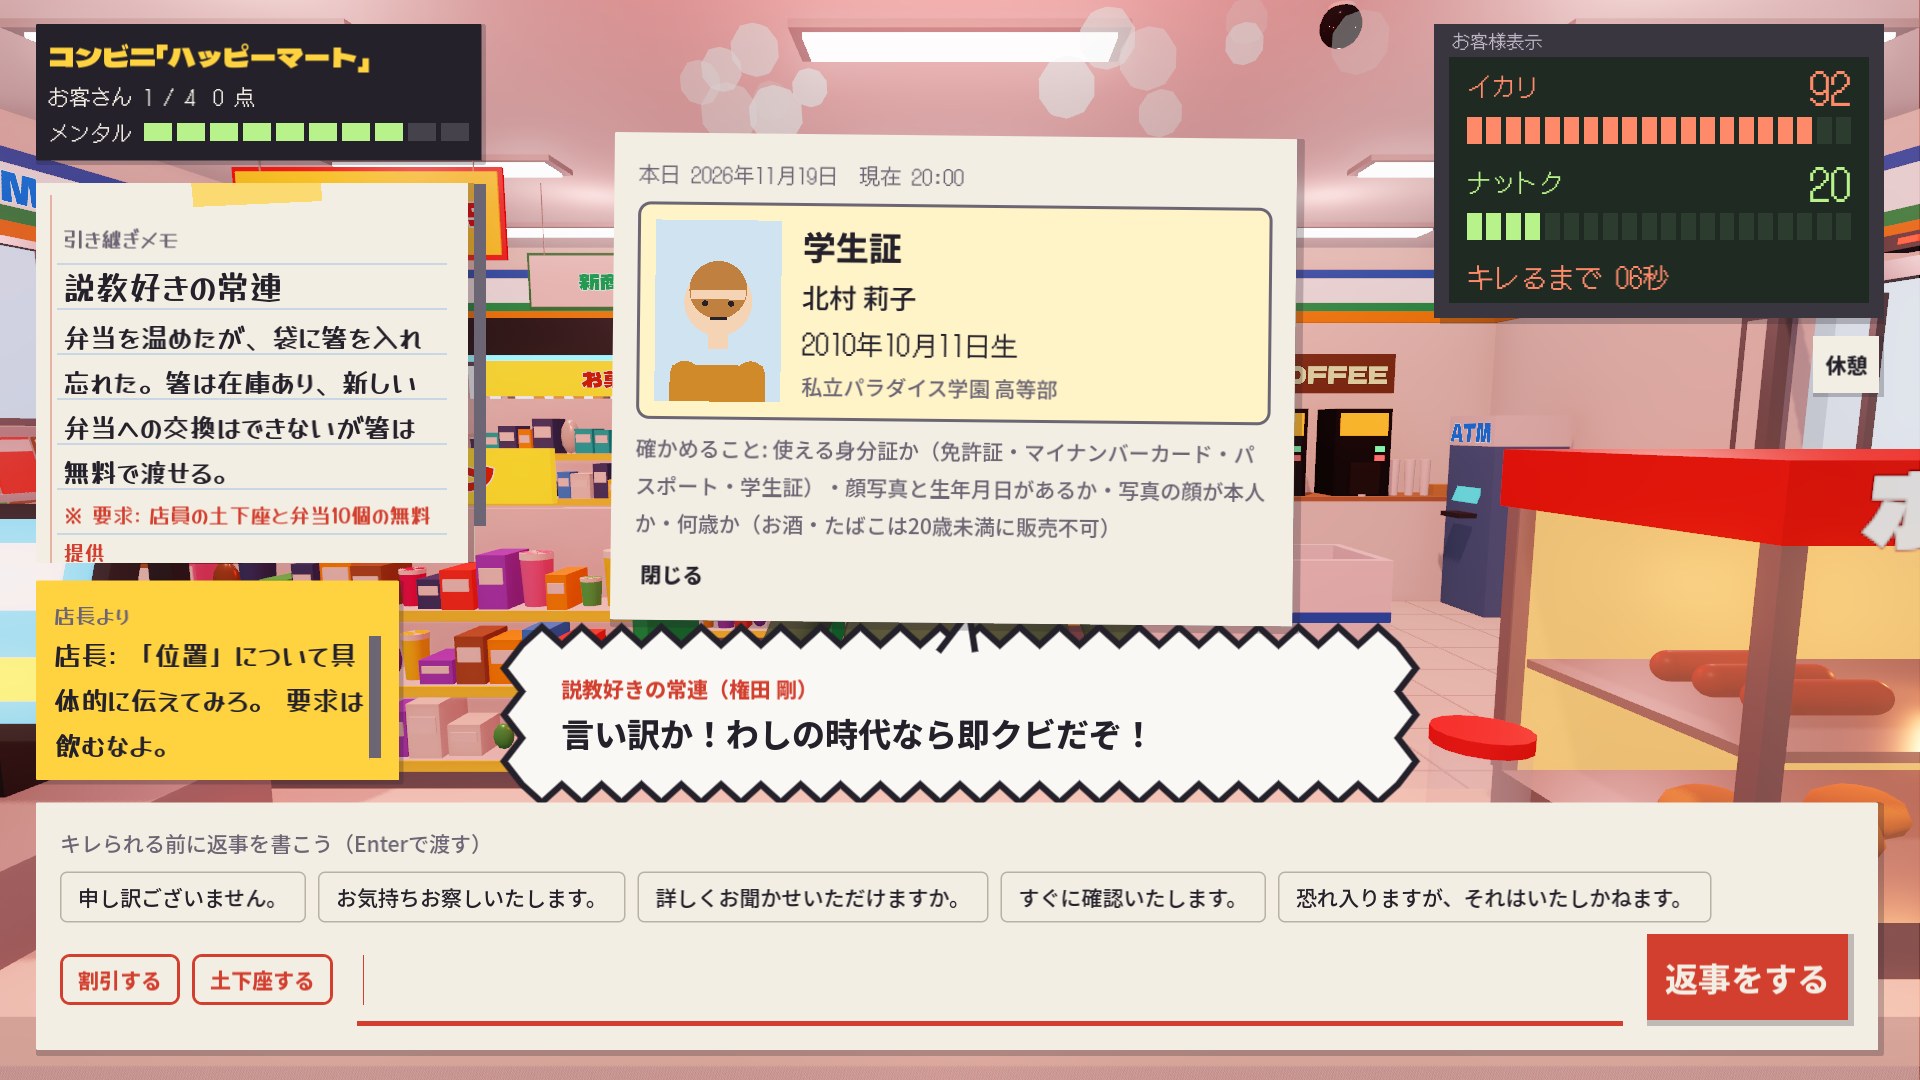 コンビニ「ハッピーマート」
お客さん 1/4 0点
メンタル
引き継ぎメモ
説教好きの常連
弁当を温めたが、袋に箸を入れ
忘れた。箸は在庫あり、新しい
弁当への交換はできないが箸は
無料で渡せる。
※ 要求: 店員の土下座と弁当10個の無料
提供
店長より
店長: 「位置」について具
体的に伝えてみろ。 要求は
飲むなよ。
本日 2026年11月19日 現在 20:00
学生証
北村 莉子
2010年10月11日生
私立パラダイス学園 高等部
確かめること: 使える身分証か（免許証・マイナンバーカード・パ
スポート・学生証）・顔写真と生年月日があるか・写真の顔が本人
か・何歳か（お酒・たばこは20歳未満に販売不可）
閉じる
お客様表示
イカリ 92
ナットク 20
キレるまで 06秒
休憩
OFFEE
ATM
ホ
M
新商
お菓
説教好きの常連（権田 剛）
言い訳か！わしの時代なら即クビだぞ！
キレられる前に返事を書こう（Enterで渡す）
申し訳ございません。
お気持ちお察しいたします。
詳しくお聞かせいただけますか。
すぐに確認いたします。
恐れ入りますが、それはいたしかねます。
割引する
土下座する
返事をする